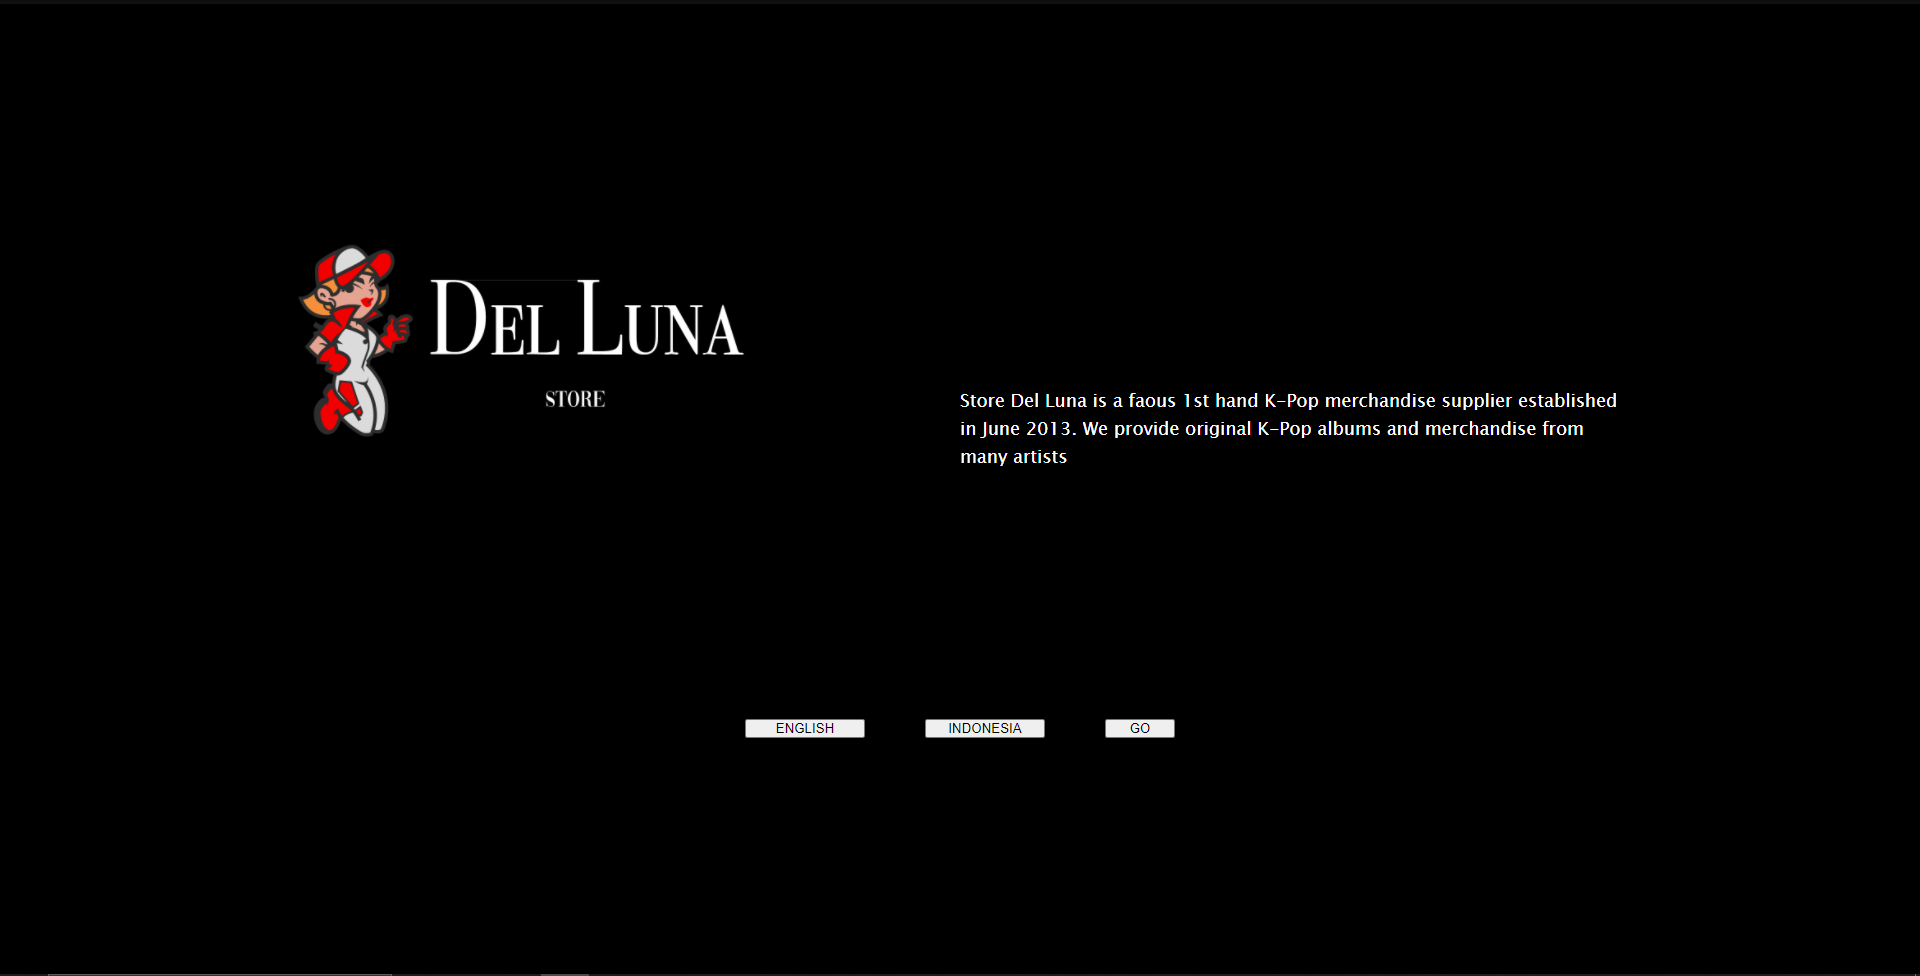 DEL LUNA
STORE
Store Del Luna is a faous 1st hand K-Pop merchandise supplier established
in June 2013. We provide original K-Pop albums and merchandise from
many artists
ENGLISH
INDONESIA
GO